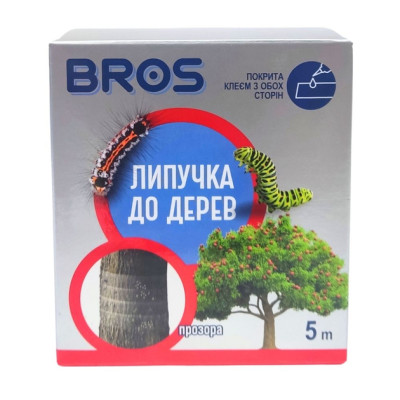 BROS
ПОКРИТА
КЛЕЄМ З ОБОХ
СТОРІН
ЛИПУЧКА
ДО ДЕРЕВ
прозора
5 m